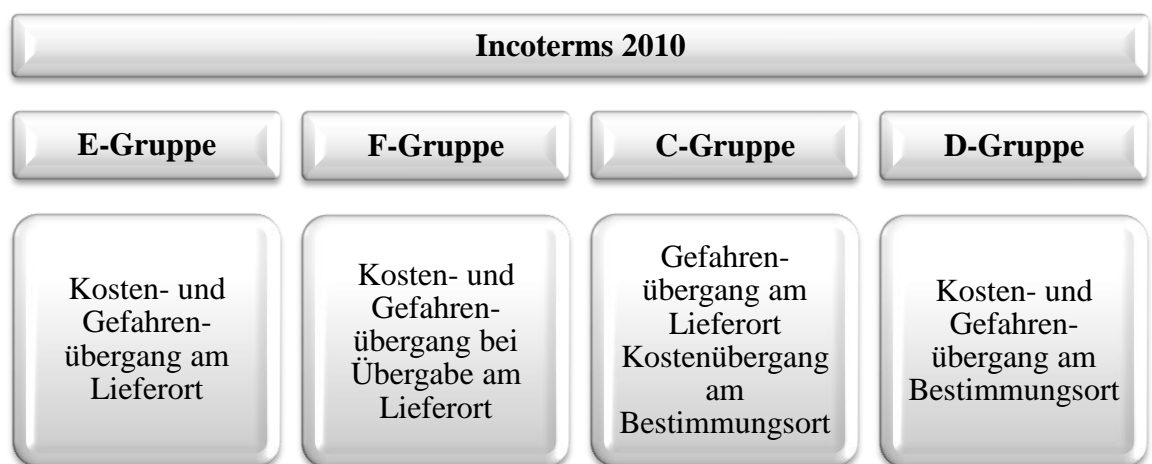 Incoterms 2010
E-Gruppe
F-Gruppe
C-Gruppe
D-Gruppe
Kosten- und
Gefahren-
übergang am
Lieferort
Kosten- und
Gefahren-
übergang bei
Übergabe am
Lieferort
Gefahren-
übergang am
Lieferort
Kostenübergang
am
Bestimmungsort
Kosten- und
Gefahren-
übergang am
Bestimmungsort